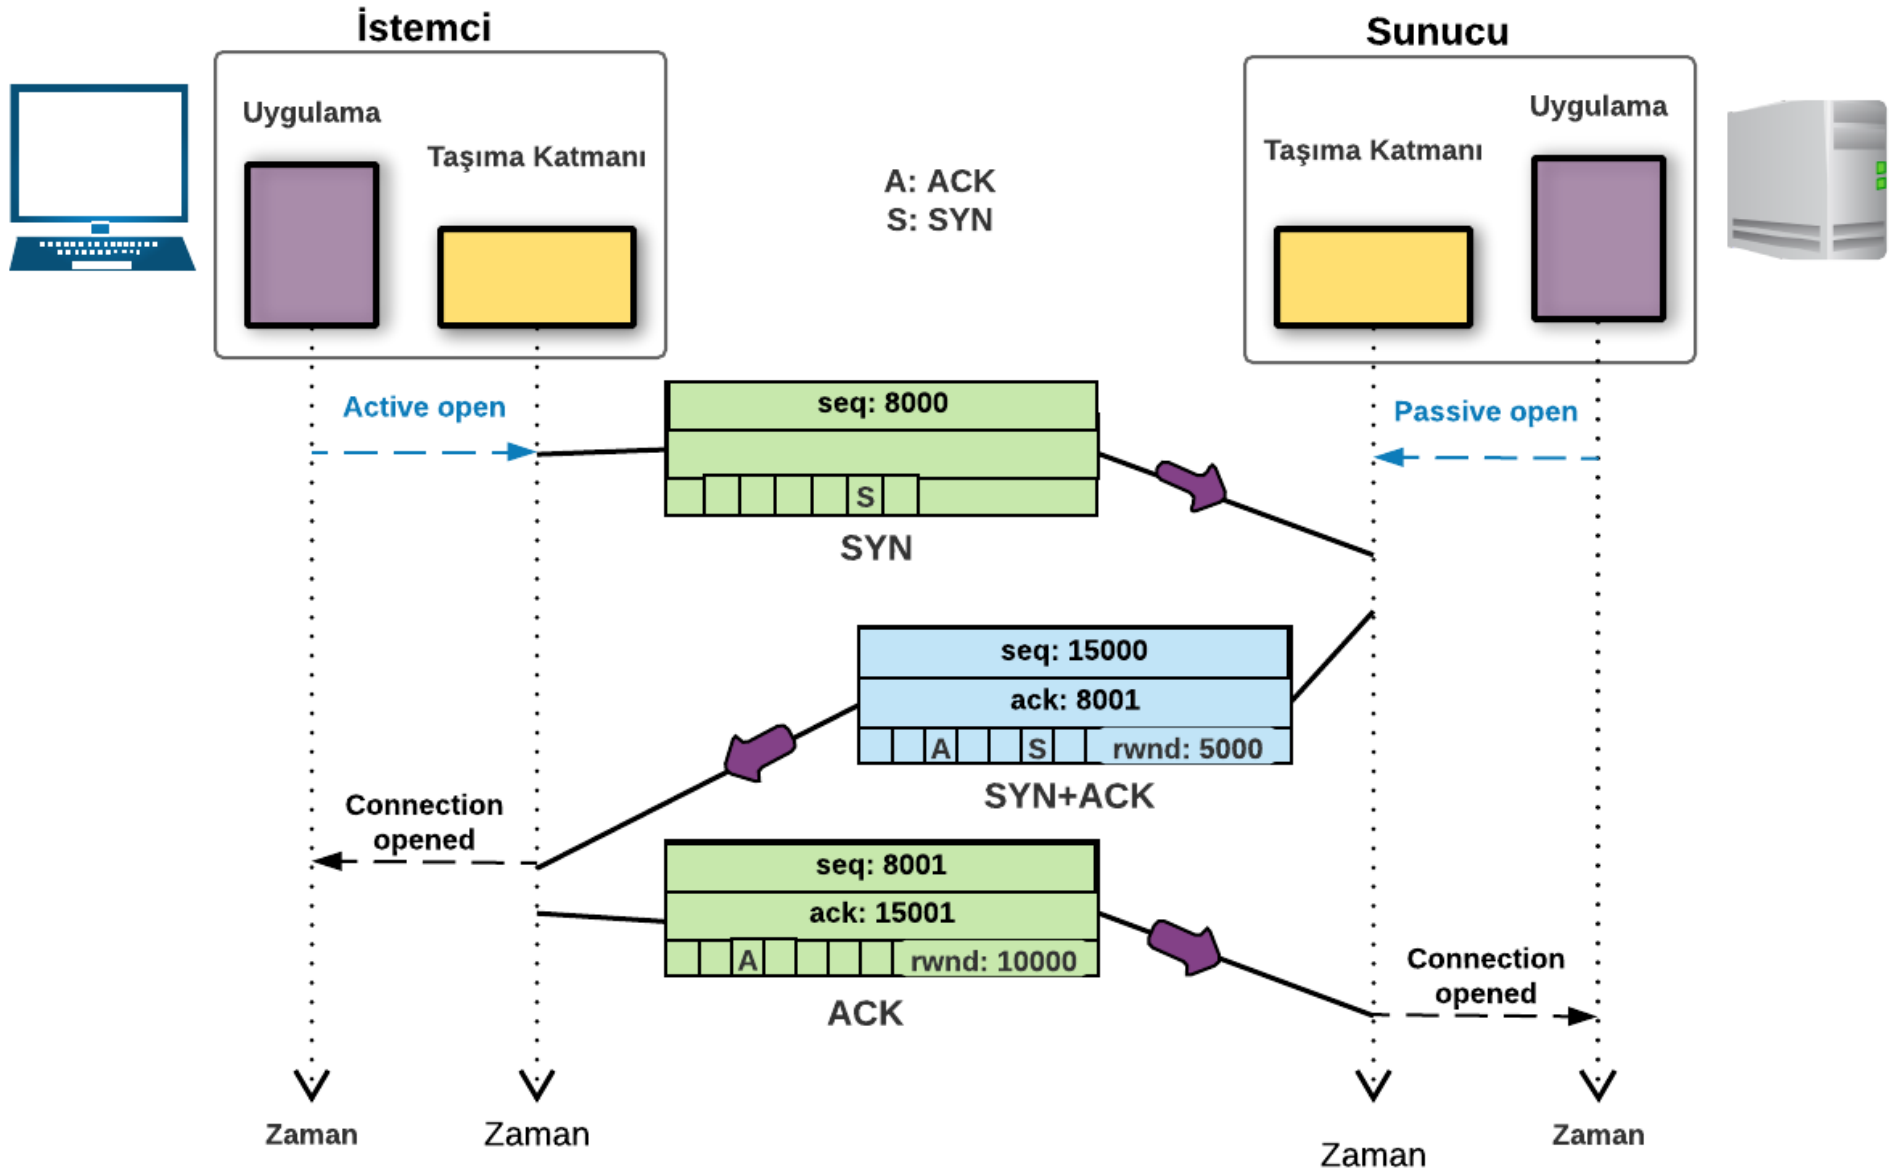 İstemci
Sunucu
Uygulama
Taşıma Katmanı
A: ACK
S: SYN
Taşıma Katmanı
Uygulama
Active open
seq: 8000
S
SYN
Passive open
seq: 15000
ack: 8001
A S rwnd: 5000
SYN+ACK
Connection
opened
seq: 8001
ack: 15001
A rwnd: 10000
ACK
Connection
opened
Zaman
Zaman
Zaman
Zaman